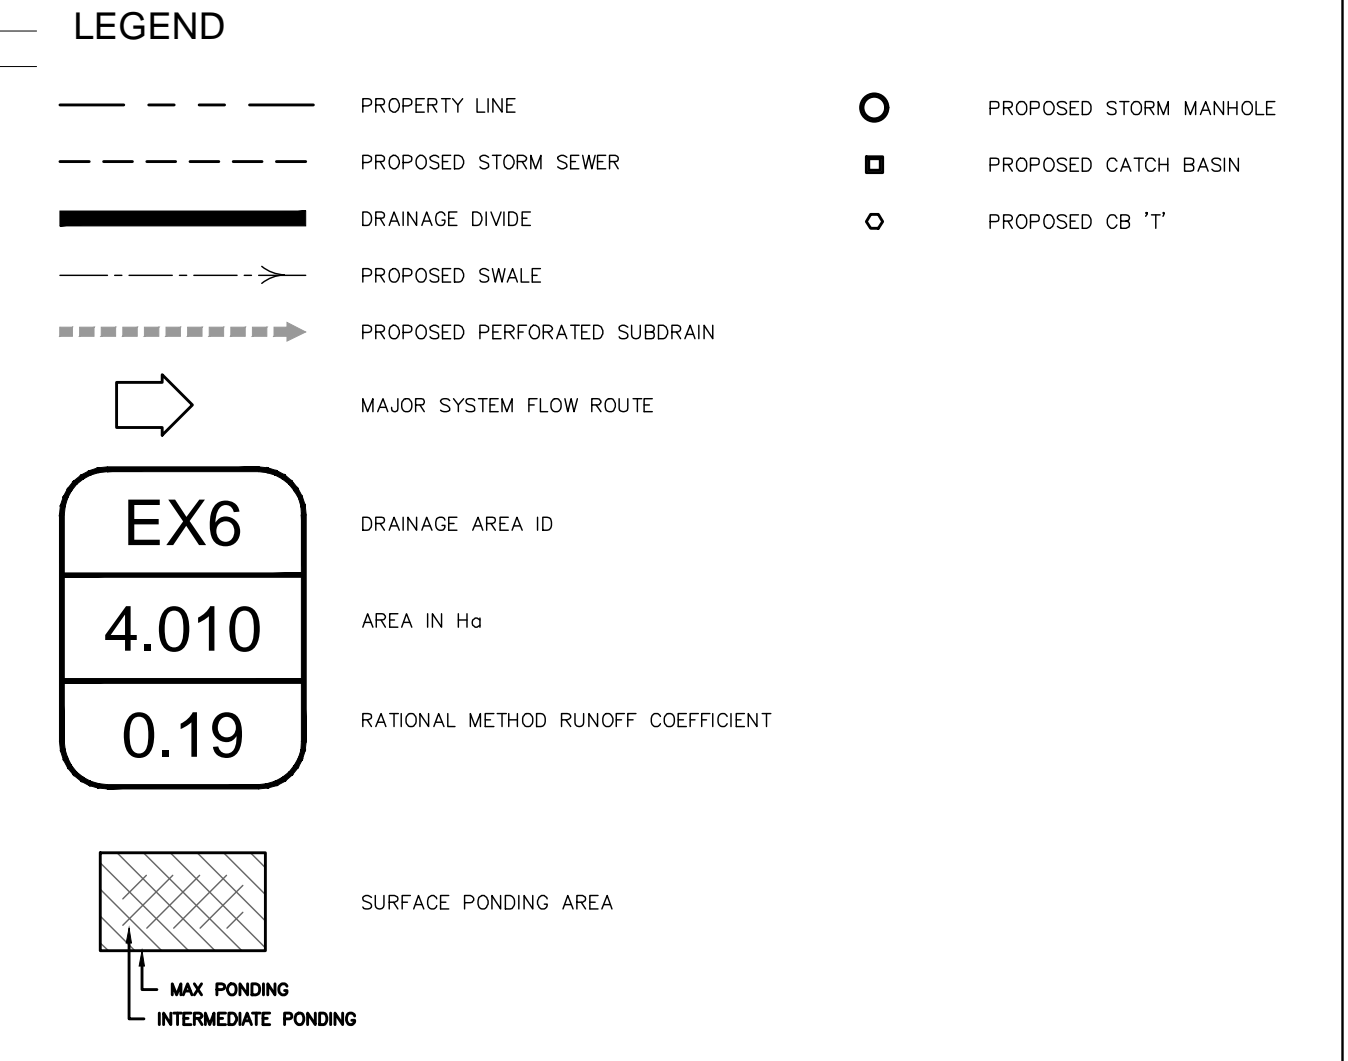 LEGEND
PROPERTY LINE
PROPOSED STORM SEWER
DRAINAGE DIVIDE
PROPOSED SWALE
PROPOSED PERFORATED SUBDRAIN
MAJOR SYSTEM FLOW ROUTE
EX6
DRAINAGE AREA ID
4.010
AREA IN Ha
0.19
RATIONAL METHOD RUNOFF COEFFICIENT
SURFACE PONDING AREA
MAX PONDING
INTERMEDIATE PONDING
PROPOSED STORM MANHOLE
PROPOSED CATCH BASIN
PROPOSED CB 'T'